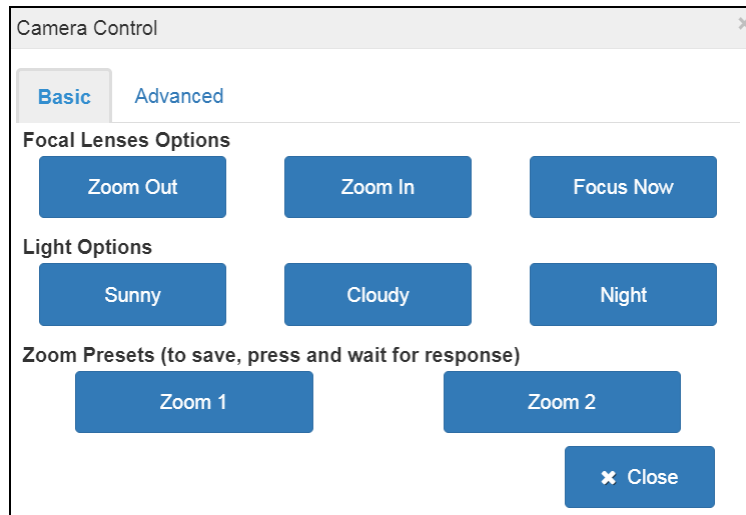 Camera Control
Basic Advanced
Focal Lenses Options
Zoom Out Zoom In Focus Now
Light Options
Sunny Cloudy Night
Zoom Presets (to save, press and wait for response)
Zoom 1 Zoom 2
✖ Close